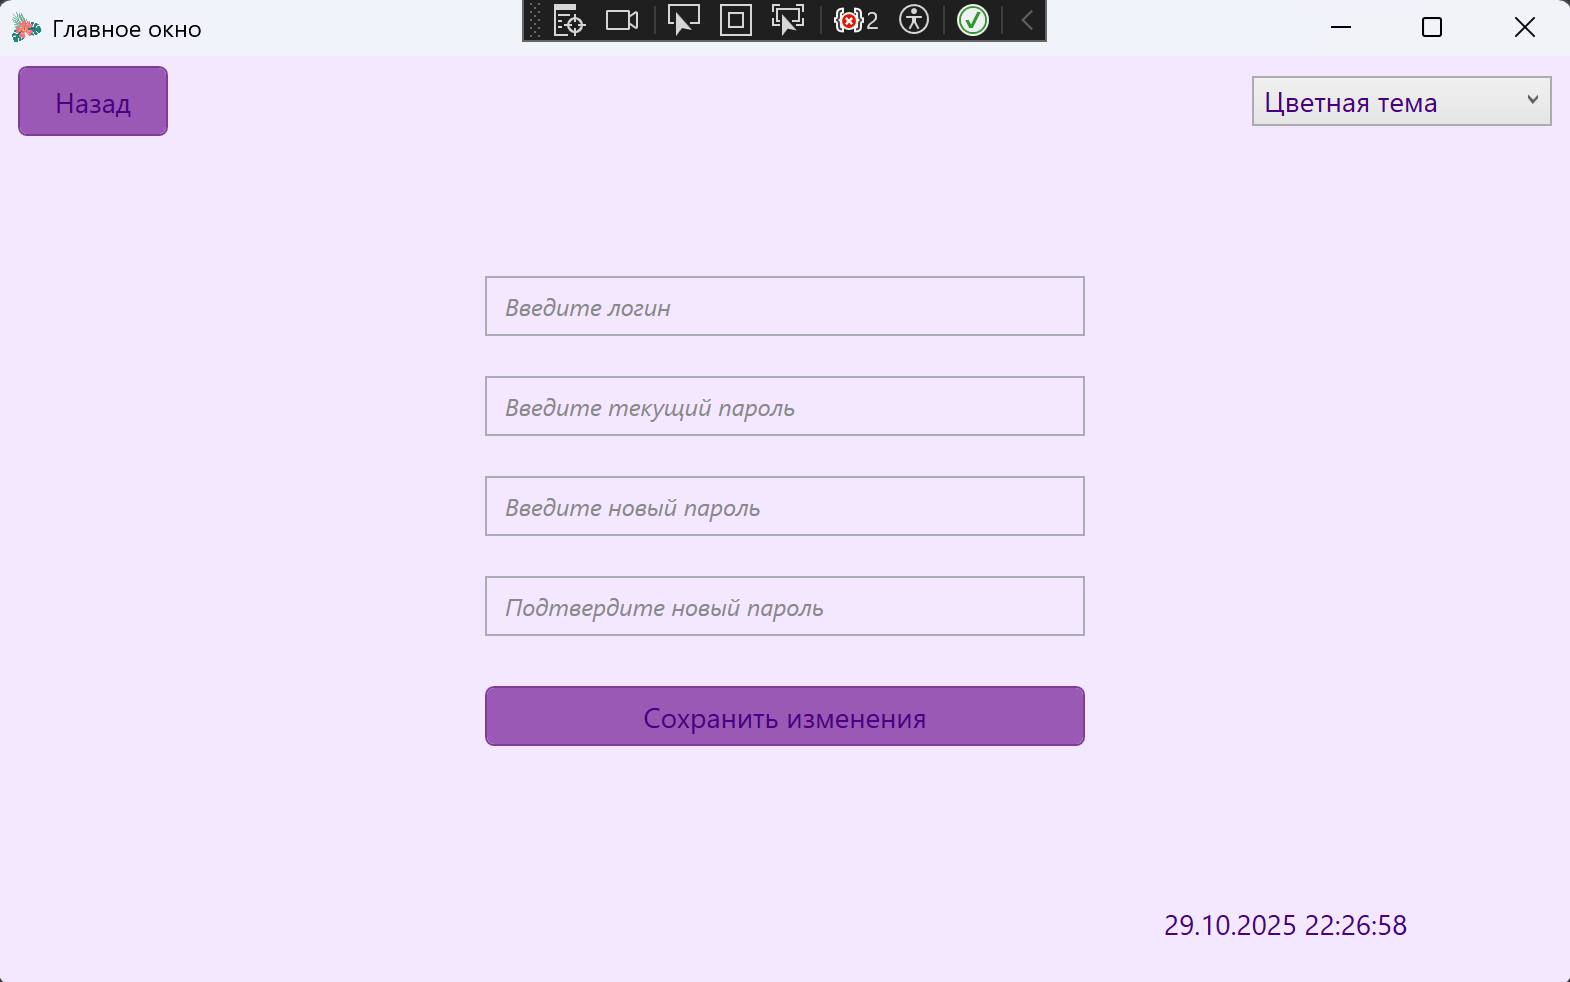 Главное окно
2
Назад
Цветная тема
Введите логин
Введите текущий пароль
Введите новый пароль
Подтвердите новый пароль
Сохранить изменения
29.10.2025 22:26:58